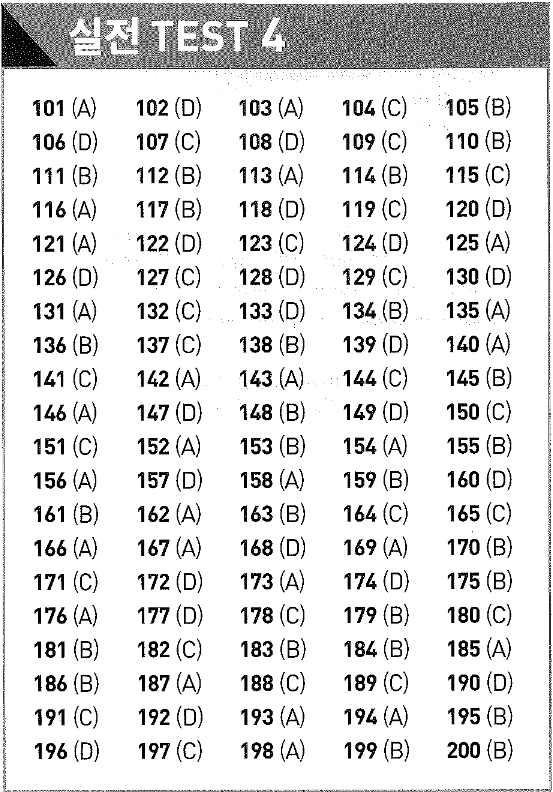 실전 TEST 4
101 (A) 102 (D) 103 (A) 104 (C) 105 (B)
106 (D) 107 (C) 108 (D) 109 (C) 110 (B)
111 (B) 112 (B) 113 (A) 114 (B) 115 (C)
116 (A) 117 (B) 118 (D) 119 (C) 120 (D)
121 (A) 122 (D) 123 (C) 124 (D) 125 (A)
126 (D) 127 (C) 128 (D) 129 (C) 130 (D)
131 (A) 132 (C) 133 (D) 134 (B) 135 (A)
136 (B) 137 (C) 138 (B) 139 (D) 140 (A)
141 (C) 142 (A) 143 (A) 144 (C) 145 (B)
146 (A) 147 (D) 148 (B) 149 (D) 150 (C)
151 (C) 152 (A) 153 (B) 154 (A) 155 (B)
156 (A) 157 (D) 158 (A) 159 (B) 160 (D)
161 (B) 162 (A) 163 (B) 164 (C) 165 (C)
166 (A) 167 (A) 168 (D) 169 (A) 170 (B)
171 (C) 172 (D) 173 (A) 174 (D) 175 (B)
176 (A) 177 (D) 178 (C) 179 (B) 180 (C)
181 (B) 182 (C) 183 (B) 184 (B) 185 (A)
186 (B) 187 (A) 188 (C) 189 (C) 190 (D)
191 (C) 192 (D) 193 (A) 194 (A) 195 (B)
196 (D) 197 (C) 198 (A) 199 (B) 200 (B)